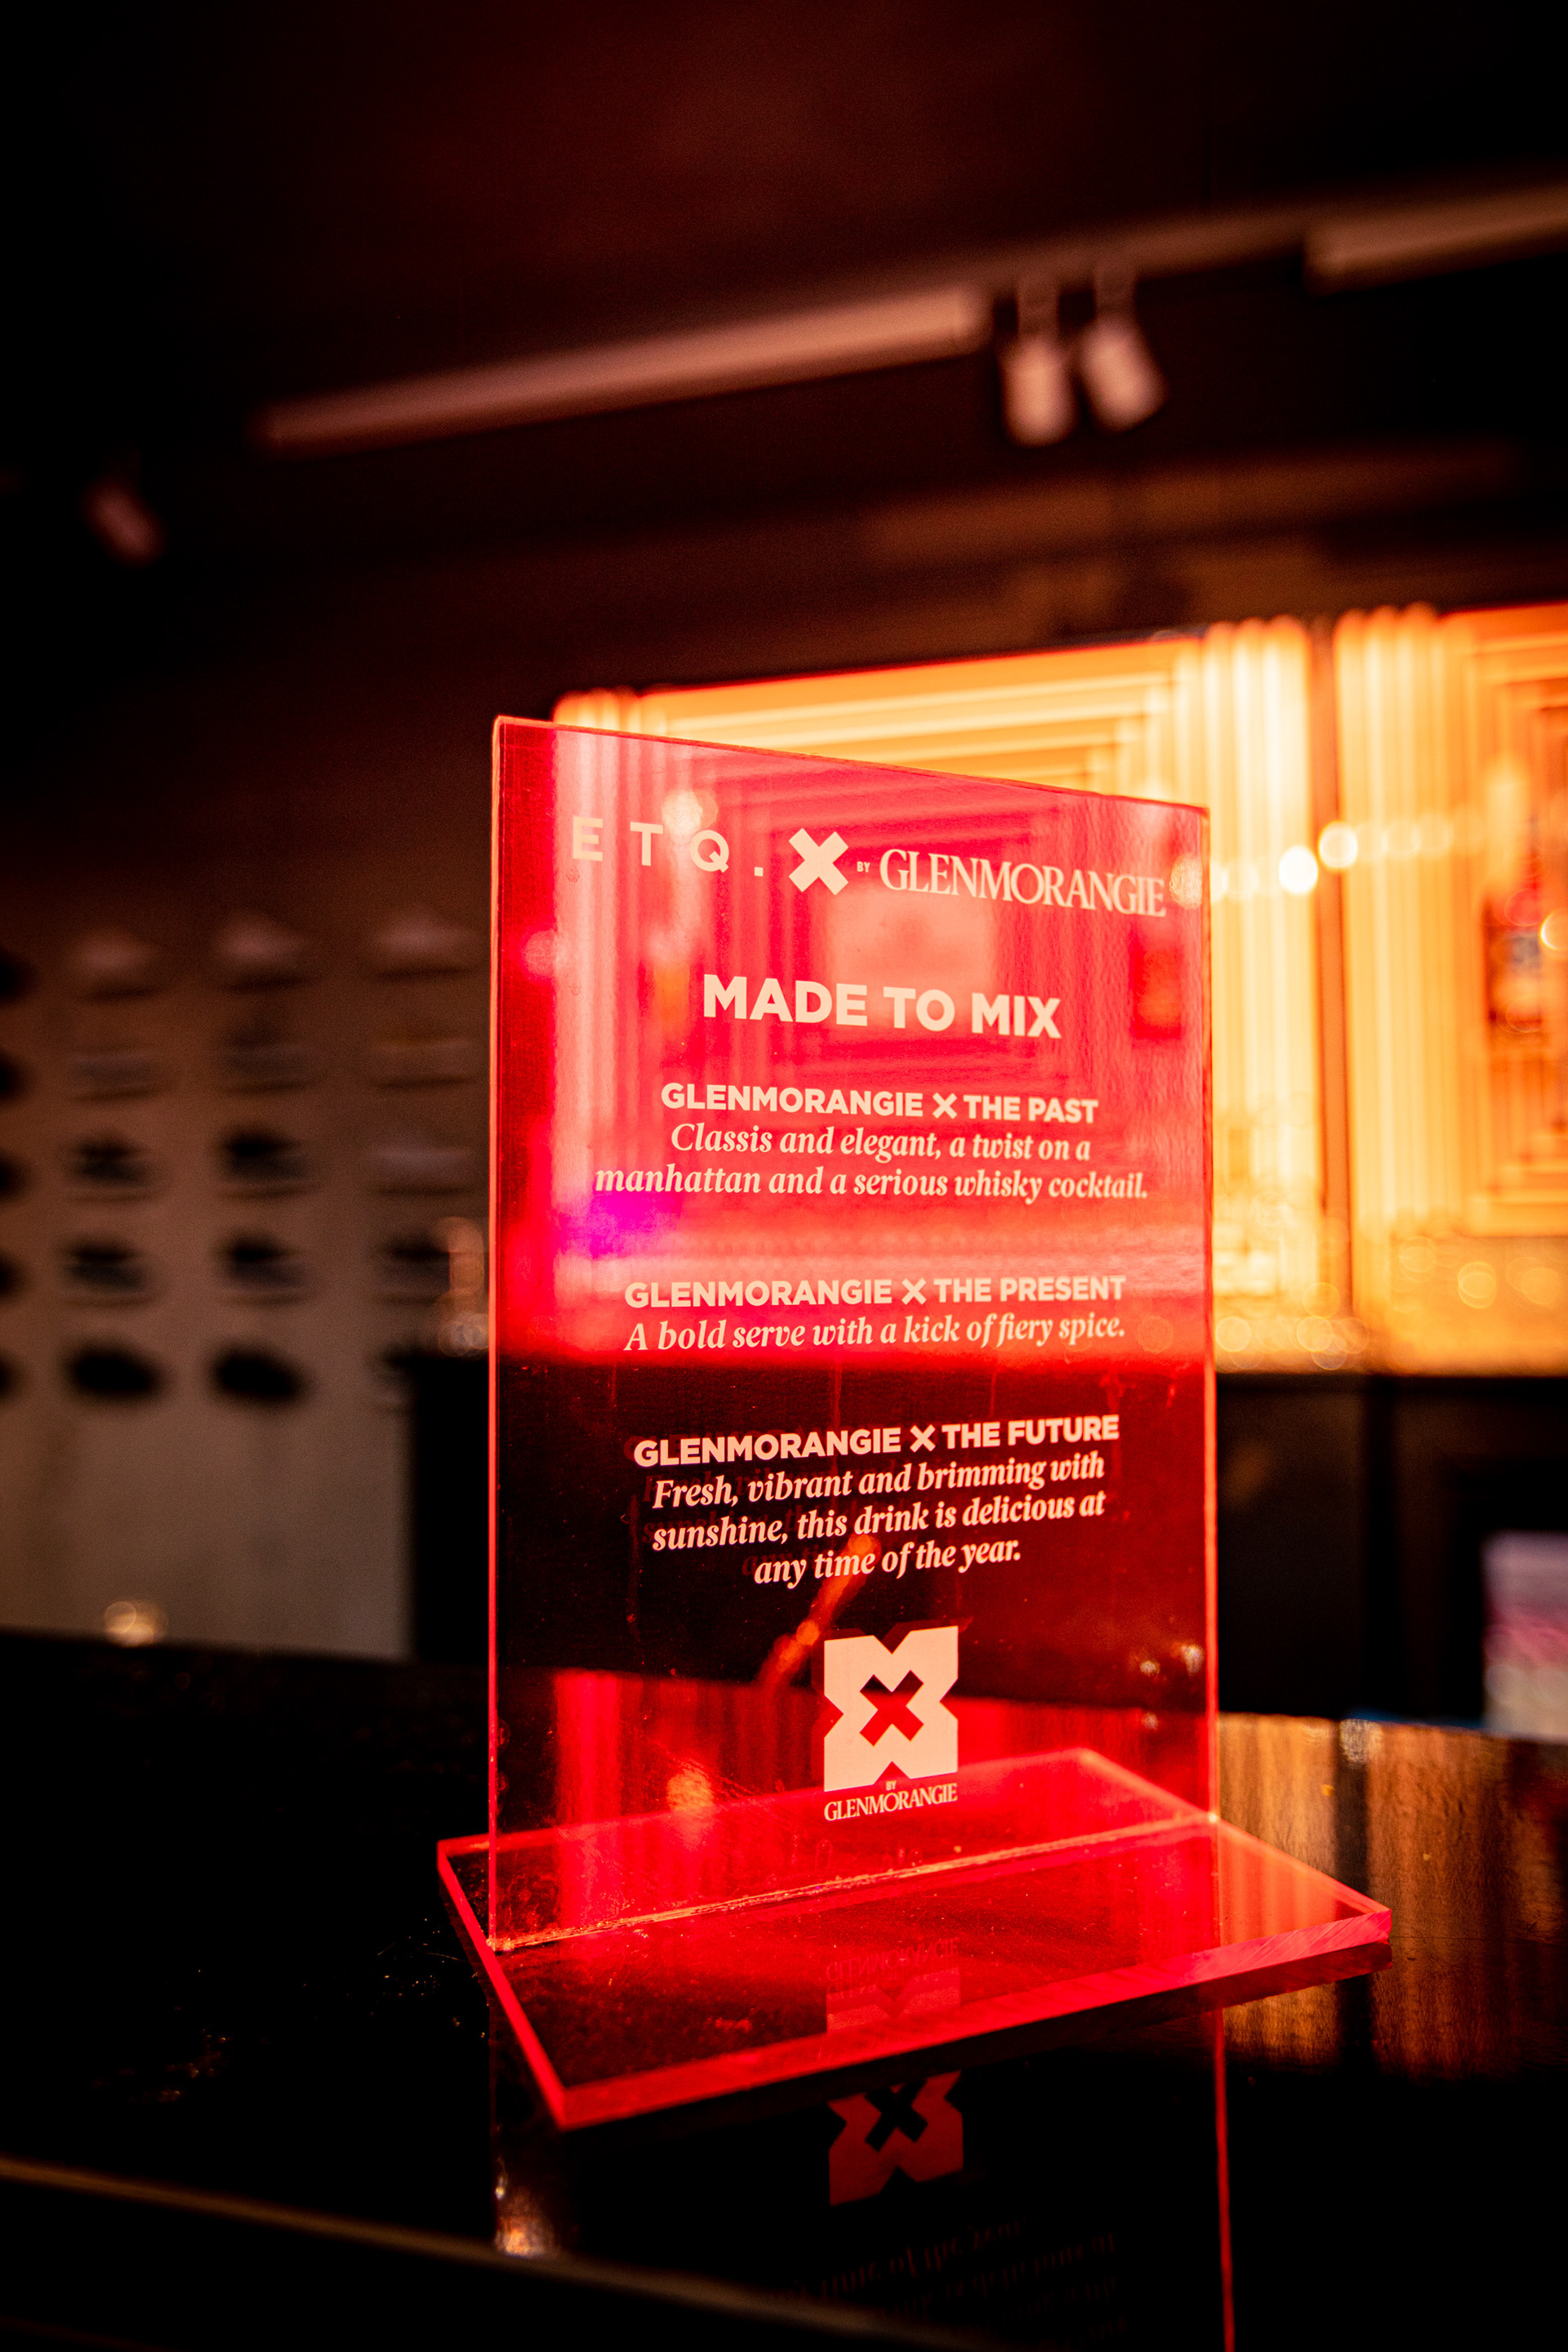 ETQ. X BY GLENMORANGIE
MADE TO MIX
GLENMORANGIE X THE PAST
Classis and elegant, a twist on a
manhattan and a serious whisky cocktail.
GLENMORANGIE X THE PRESENT
A bold serve with a kick of fiery spice.
GLENMORANGIE X THE FUTURE
Fresh, vibrant and brimming with
sunshine, this drink is delicious at
any time of the year.
X
BY
GLENMORANGIE